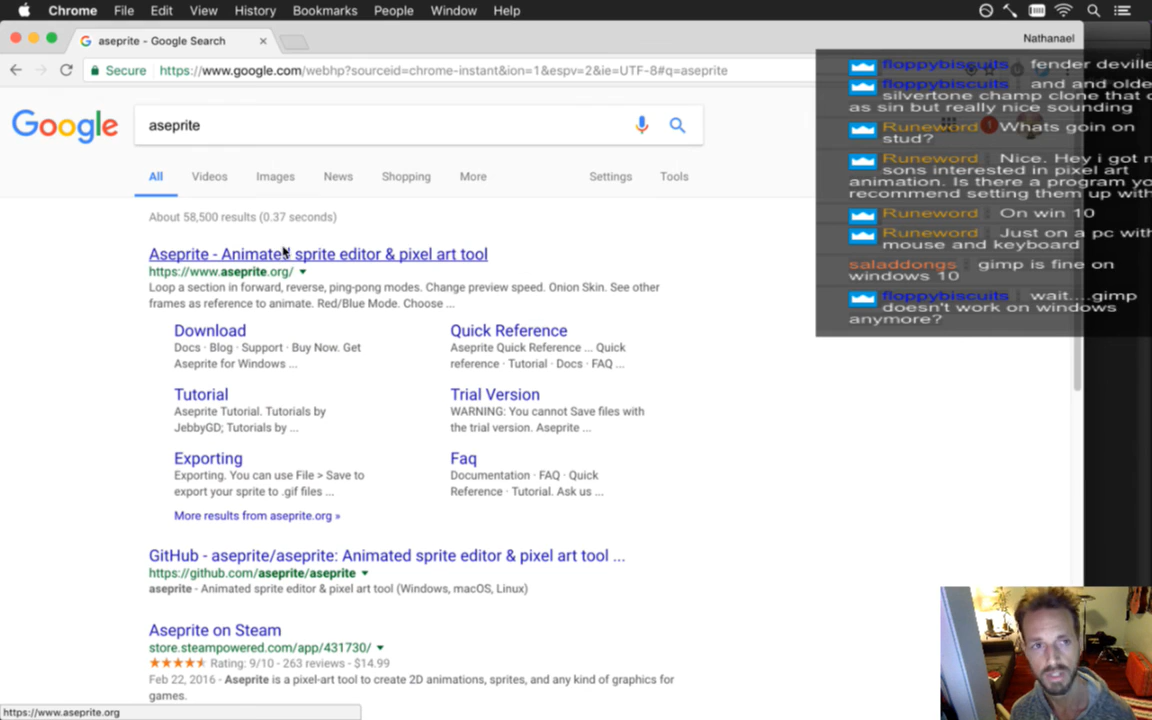 Chrome File Edit View History Bookmarks People Window Help
aseprite - Google Search
Nathanael
Secure https://www.google.com/webhp?sourceid=chrome-instant&ion=1&espv=2&ie=UTF-8#q=aseprite
Google
aseprite
All Videos Images News Shopping More Settings Tools
About 58,500 results (0.37 seconds)
Aseprite - Animated sprite editor & pixel art tool
https://www.aseprite.org/
Loop a section in forward, reverse, ping-pong modes. Change preview speed. Onion Skin. See other
frames as reference to animate. Red/Blue Mode. Choose ...
Download
Docs · Blog · Support · Buy Now. Get
Aseprite for Windows ...
Quick Reference
Aseprite Quick Reference ... Quick
reference · Tutorial · Docs · FAQ ...
Tutorial
Aseprite Tutorial. Tutorials by
JebbyGD; Tutorials by ...
Trial Version
WARNING: You cannot Save files with
the trial version. Aseprite ...
Exporting
Exporting. You can use File > Save to
export your sprite to .gif files ...
Faq
Documentation · FAQ · Quick
Reference · Tutorial. Ask us ...
More results from aseprite.org »
GitHub - aseprite/aseprite: Animated sprite editor & pixel art tool ...
https://github.com/aseprite/aseprite
aseprite - Animated sprite editor & pixel art tool (Windows, macOS, Linux)
Aseprite on Steam
store.steampowered.com/app/431730/
Rating: 9/10 - 263 reviews - $14.99
Feb 22, 2016 - Aseprite is a pixel-art tool to create 2D animations, sprites, and any kind of graphics for
games.
https://www.aseprite.org
floppybiscuits fender deville
floppybiscuits and and olde
silvertone champ clone that
as sin but really nice sounding
Runeword Whats goin on
stud?
Runeword Nice. Hey i got
sons interested in pixel art
animation. Is there a program yo
recommend setting them up with
Runeword On win 10
Runeword Just on a pc with
mouse and keyboard
saladdongs gimp is fine on
windows 10
floppybiscuits wait....gimp
doesn't work on windows
anymore?